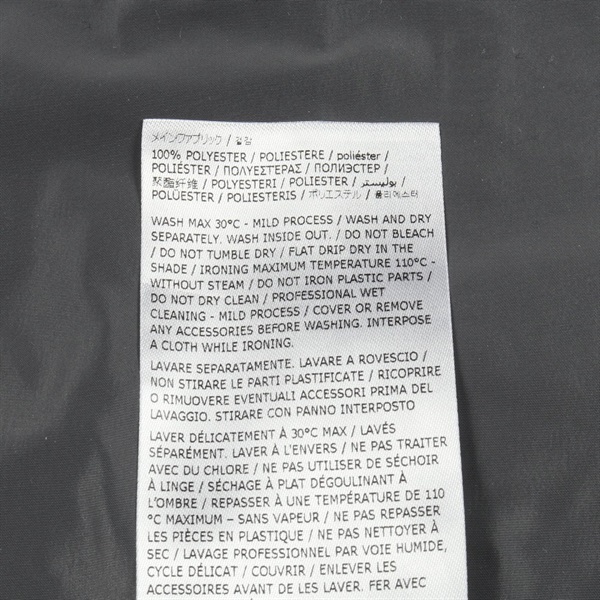 メインファブリック / 겉감
100% POLYESTER / POLIESTERE / poliéster /
POLIÉSTER / ΠΟΛΥΕΣΤΕΡΑΣ / ПОЛИЭСТЕР /
聚酯纤维 / POLYESTERI / POLIESTER / بوليستر /
POLÜESTER / POLIESTERIS / ポリエステル / 폴리에스터
WASH MAX 30°C - MILD PROCESS / WASH AND DRY
SEPARATELY. WASH INSIDE OUT. / DO NOT BLEACH
/ DO NOT TUMBLE DRY / FLAT DRIP DRY IN THE
SHADE / IRONING MAXIMUM TEMPERATURE 110°C -
WITHOUT STEAM / DO NOT IRON PLASTIC PARTS /
DO NOT DRY CLEAN / PROFESSIONAL WET
CLEANING - MILD PROCESS / COVER OR REMOVE
ANY ACCESSORIES BEFORE WASHING. INTERPOSE
A CLOTH WHILE IRONING.
LAVARE SEPARATAMENTE. LAVARE A ROVESCIO /
NON STIRARE LE PARTI PLASTIFICATE / RICOPRIRE
O RIMUOVERE EVENTUALI ACCESSORI PRIMA DEL
LAVAGGIO. STIRARE CON PANNO INTERPOSTO
LAVER DÉLICATEMENT À 30°C MAX / LAVÉS
SÉPARÉMENT. LAVER À L'ENVERS / NE PAS TRAITER
AVEC DU CHLORE / NE PAS UTILISER DE SÉCHOIR
À LINGE / SÉCHAGE À PLAT DÉGOULINANT À
L'OMBRE / REPASSER À UNE TEMPÉRATURE DE 110
°C MAXIMUM – SANS VAPEUR / NE PAS REPASSER
LES PIÈCES EN PLASTIQUE / NE PAS NETTOYER À
SEC / LAVAGE PROFESSIONNEL PAR VOIE HUMIDE,
CYCLE DÉLICAT / COUVRIR / ENLEVER LES
ACCESSOIRES AVANT DE LES LAVER. FER AVEC